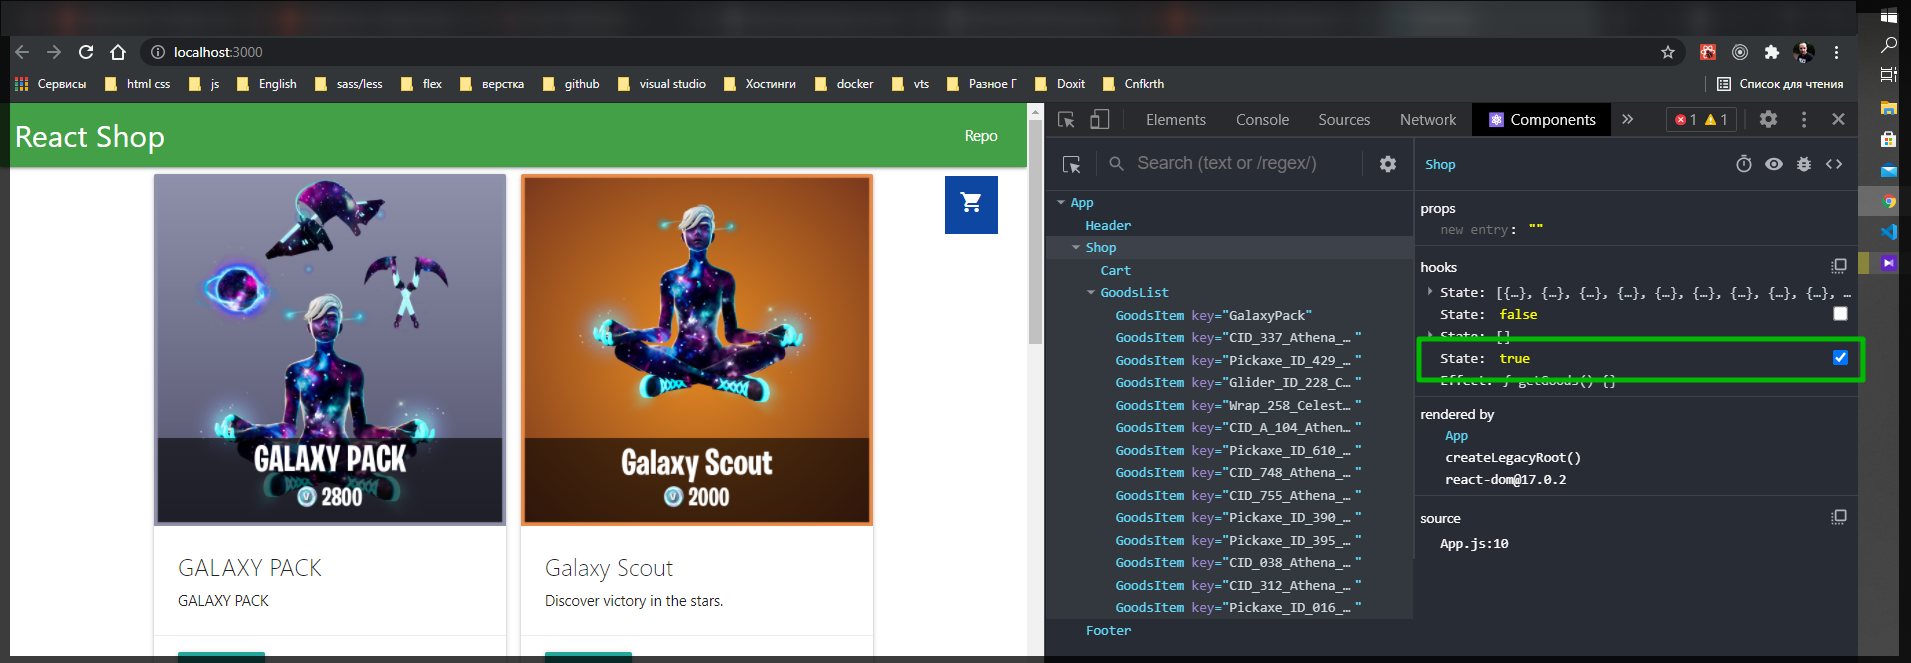 localhost:3000
Сервисы html css js English sass/less flex верстка github visual studio Хостинги docker vts Разное Г Doxit Cnfkrth Список для чтения
React Shop
Repo
GALAXY PACK
2800
Galaxy Scout
2000
GALAXY PACK
GALAXY PACK
Galaxy Scout
Discover victory in the stars.
Elements Console Sources Network Components » 1 1
Search (text or /regex/)
App
Header
Shop
Cart
GoodsList
GoodsItem key="GalaxyPack"
GoodsItem key="CID_337_Athena_… "
GoodsItem key="Pickaxe_ID_429_… "
GoodsItem key="Glider_ID_228_C… "
GoodsItem key="Wrap_258_Celest… "
GoodsItem key="CID_A_104_Athen… "
GoodsItem key="Pickaxe_ID_610_… "
GoodsItem key="CID_748_Athena_… "
GoodsItem key="CID_755_Athena_… "
GoodsItem key="Pickaxe_ID_390_… "
GoodsItem key="Pickaxe_ID_395_… "
GoodsItem key="CID_038_Athena_… "
GoodsItem key="CID_312_Athena_… "
GoodsItem key="Pickaxe_ID_016_… "
Footer
Shop
props
new entry: ""
hooks
State: [{…}, {…}, {…}, {…}, {…}, {…}, {…}, {…}, {…}, …
State: false
State: []
State: true
Effect: ƒ getGoods() {}
rendered by
App
createLegacyRoot()
react-dom@17.0.2
source
App.js:10